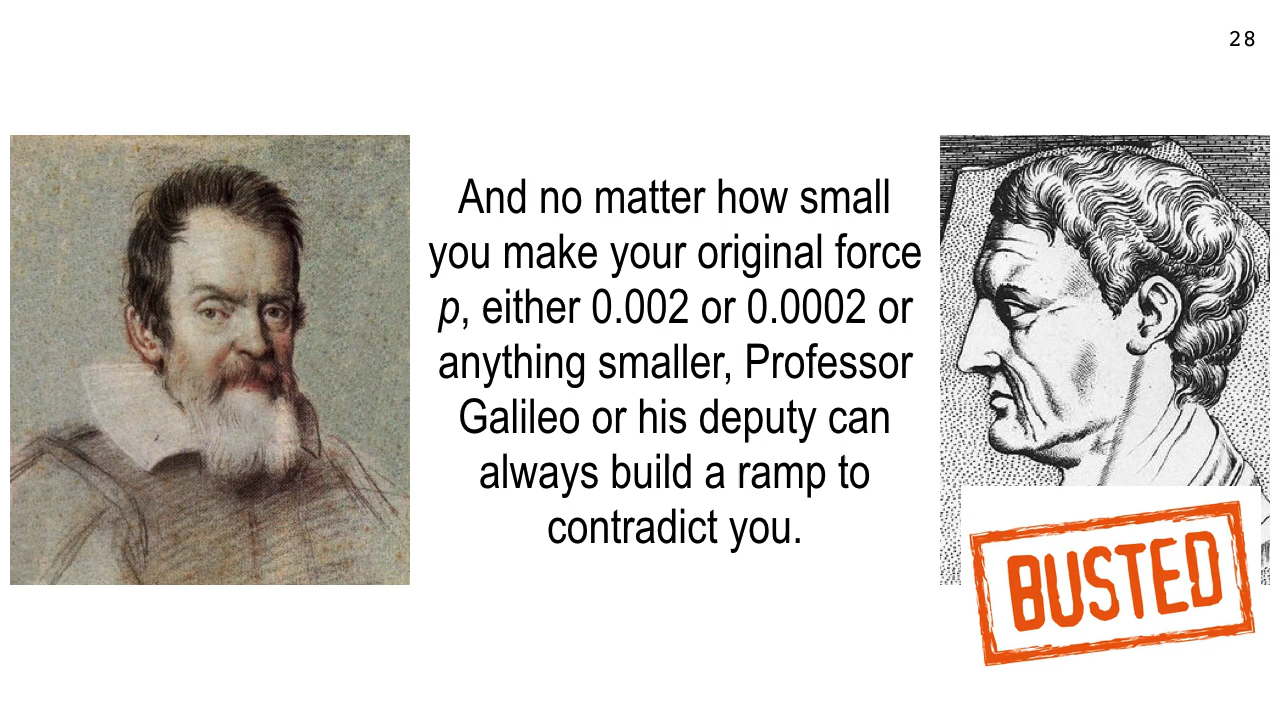 28
And no matter how small
you make your original force
p, either 0.002 or 0.0002 or
anything smaller, Professor
Galileo or his deputy can
always build a ramp to
contradict you.
BUSTED